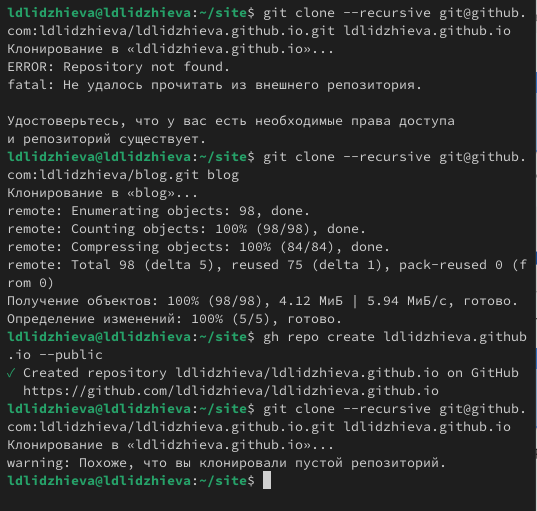 ldlidzhieva@ldlidzhieva:~/site$ git clone --recursive git@github.
com:ldlidzhieva/ldlidzhieva.github.io.git ldlidzhieva.github.io
Клонирование в «ldlidzhieva.github.io»...
ERROR: Repository not found.
fatal: Не удалось прочитать из внешнего репозитория.

Удостоверьтесь, что у вас есть необходимые права доступа
и репозиторий существует.
ldlidzhieva@ldlidzhieva:~/site$ git clone --recursive git@github.
com:ldlidzhieva/blog.git blog
Клонирование в «blog»...
remote: Enumerating objects: 98, done.
remote: Counting objects: 100% (98/98), done.
remote: Compressing objects: 100% (84/84), done.
remote: Total 98 (delta 5), reused 75 (delta 1), pack-reused 0 (f
rom 0)
Получение объектов: 100% (98/98), 4.12 МиБ | 5.94 МиБ/с, готово.
Определение изменений: 100% (5/5), готово.
ldlidzhieva@ldlidzhieva:~/site$ gh repo create ldlidzhieva.github
.io --public
✓ Created repository ldlidzhieva/ldlidzhieva.github.io on GitHub
  https://github.com/ldlidzhieva/ldlidzhieva.github.io
ldlidzhieva@ldlidzhieva:~/site$ git clone --recursive git@github.
com:ldlidzhieva/ldlidzhieva.github.io.git ldlidzhieva.github.io
Клонирование в «ldlidzhieva.github.io»...
warning: Похоже, что вы клонировали пустой репозиторий.
ldlidzhieva@ldlidzhieva:~/site$